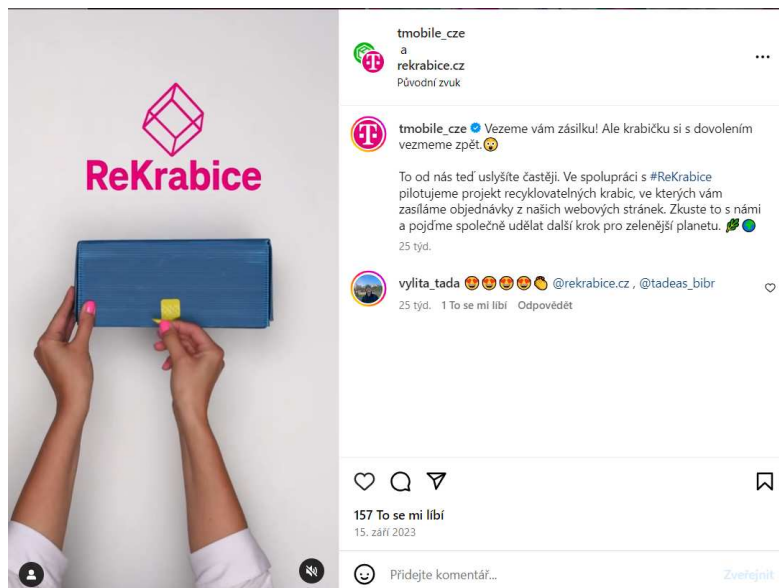 ReKrabice
tmobile_cze
a
rekrabice.cz
Původní zvuk
tmobile_cze Vezeme vám zásilku! Ale krabičku si s dovolením
vezmeme zpět.😲
To od nás teď uslyšíte častěji. Ve spolupráci s #ReKrabice
pilotujeme projekt recyklovatelných krabic, ve kterých vám
zasíláme objednávky z našich webových stránek. Zkuste to s námi
a pojďme společně udělat další krok pro zelenější planetu. 🌿🌎
25 týd.
vylita_tada 😍😍😍😍👏 @rekrabice.cz , @tadeas_bibr
25 týd. 1 To se mi líbí Odpovědět
157 To se mi líbí
15. září 2023
Přidejte komentář...
Zveřejnit